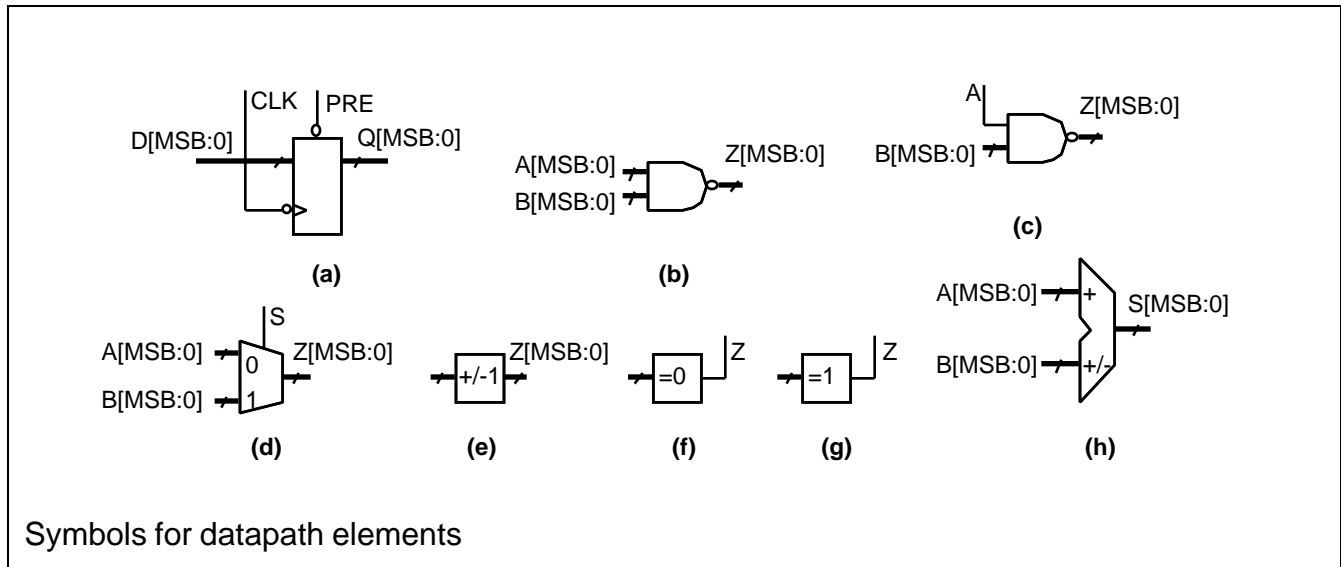 CLK
PRE
D[MSB:0]
Q[MSB:0]
(a)
A[MSB:0]
Z[MSB:0]
B[MSB:0]
(b)
A
Z[MSB:0]
B[MSB:0]
(c)
S
A[MSB:0]
0
Z[MSB:0]
B[MSB:0]
1
(d)
+/-1
Z[MSB:0]
(e)
=0
Z
(f)
=1
Z
(g)
A[MSB:0]
+
S[MSB:0]
B[MSB:0]
+/-
(h)
Symbols for datapath elements